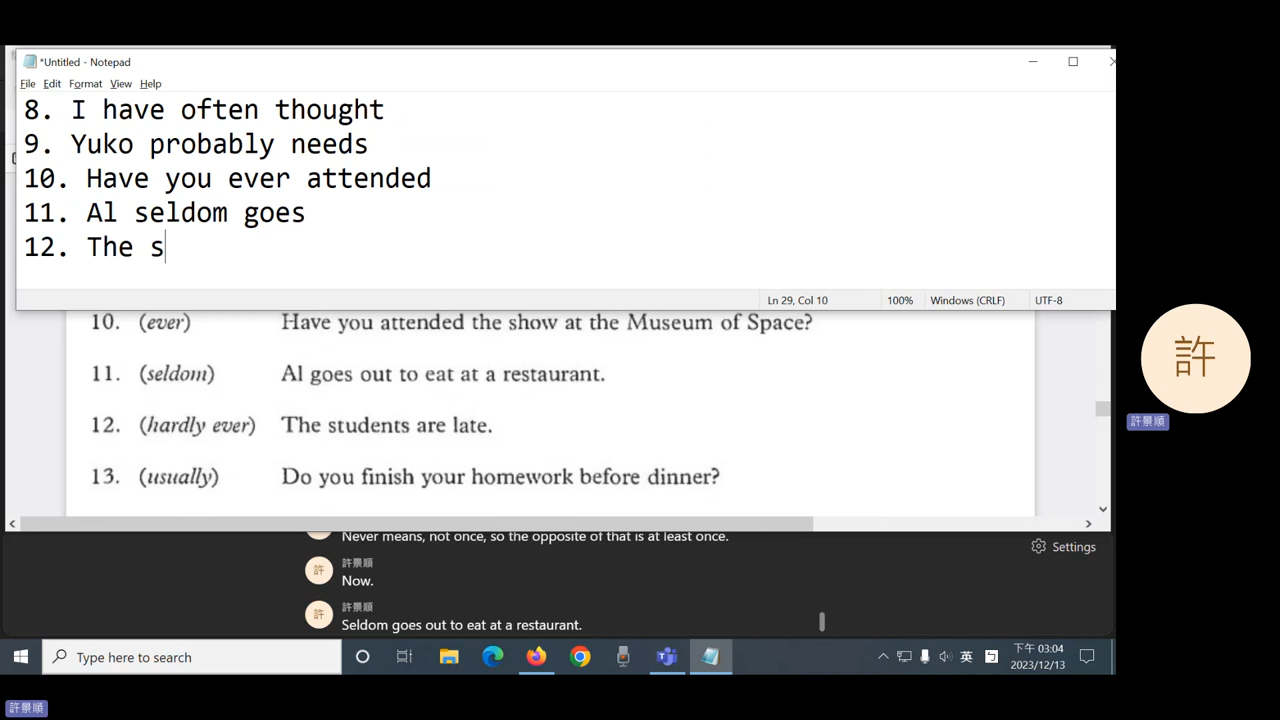 *Untitled - Notepad
File Edit Format View Help
8. I have often thought
9. Yuko probably needs
10. Have you ever attended
11. Al seldom goes
12. The s
Ln 29, Col 10 100% Windows (CRLF) UTF-8
10. (ever) Have you attended the show at the Museum of Space?
11. (seldom) Al goes out to eat at a restaurant.
12. (hardly ever) The students are late.
13. (usually) Do you finish your homework before dinner?
許
許景順
Never means, not once, so the opposite of that is at least once.
Settings
許
許景順
Now.
許
許景順
Seldom goes out to eat at a restaurant.
Type here to search
英
下午 03:04
2023/12/13
許景順